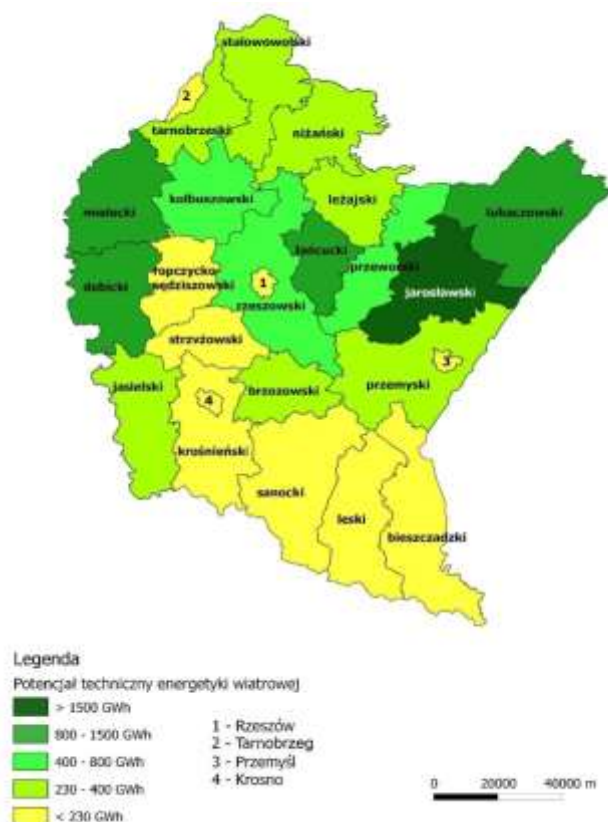 stalowowolski
2
tarnobrzeski
niżański
kolbuszowski
leżajski
mielecki
lubaczowski
łańcucki
przeworski
dębicki
ropczycko-
sędziszowski
1
rzeszowski
jarosławski
strzyżowski
3
jasielski
brzozowski
przemyski
4
krośnieński
sanocki
leski
bieszczadzki
Legenda
Potencjał techniczny energetyki wiatrowej
> 1500 GWh
800 - 1500 GWh
400 - 800 GWh
230 - 400 GWh
< 230 GWh
1 - Rzeszów
2 - Tarnobrzeg
3 - Przemyśl
4 - Krosno
0 20000 40000 m